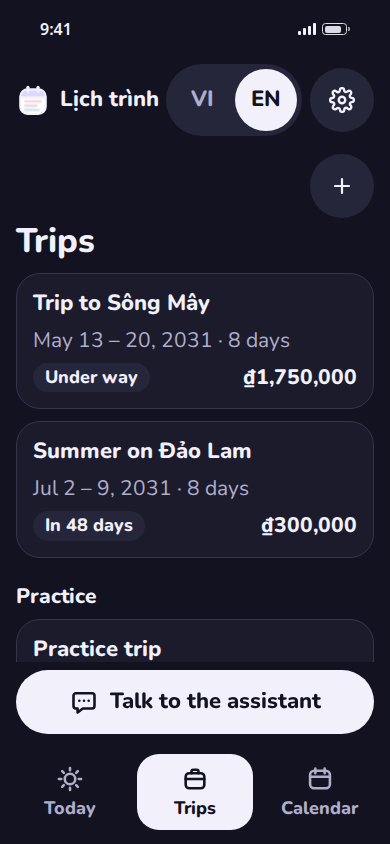 9:41
Lịch trình
VI
EN
Trips
Trip to Sông Mây
May 13 – 20, 2031 · 8 days
Under way
₫1,750,000
Summer on Đảo Lam
Jul 2 – 9, 2031 · 8 days
In 48 days
₫300,000
Practice
Practice trip
Talk to the assistant
Today
Trips
Calendar